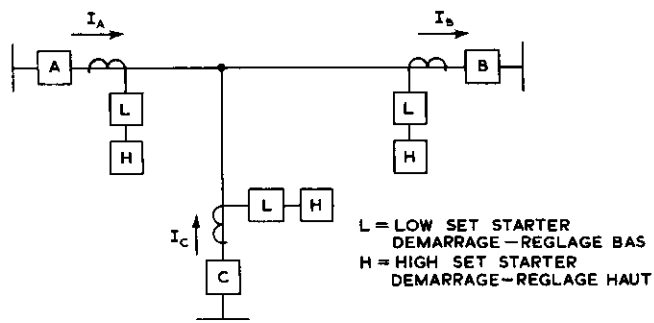 I_A
I_B
A
B
L
H
L
H
L H
I_C
C
L = LOW SET STARTER
DEMARRAGE-REGLAGE BAS
H = HIGH SET STARTER
DEMARRAGE-REGLAGE HAUT